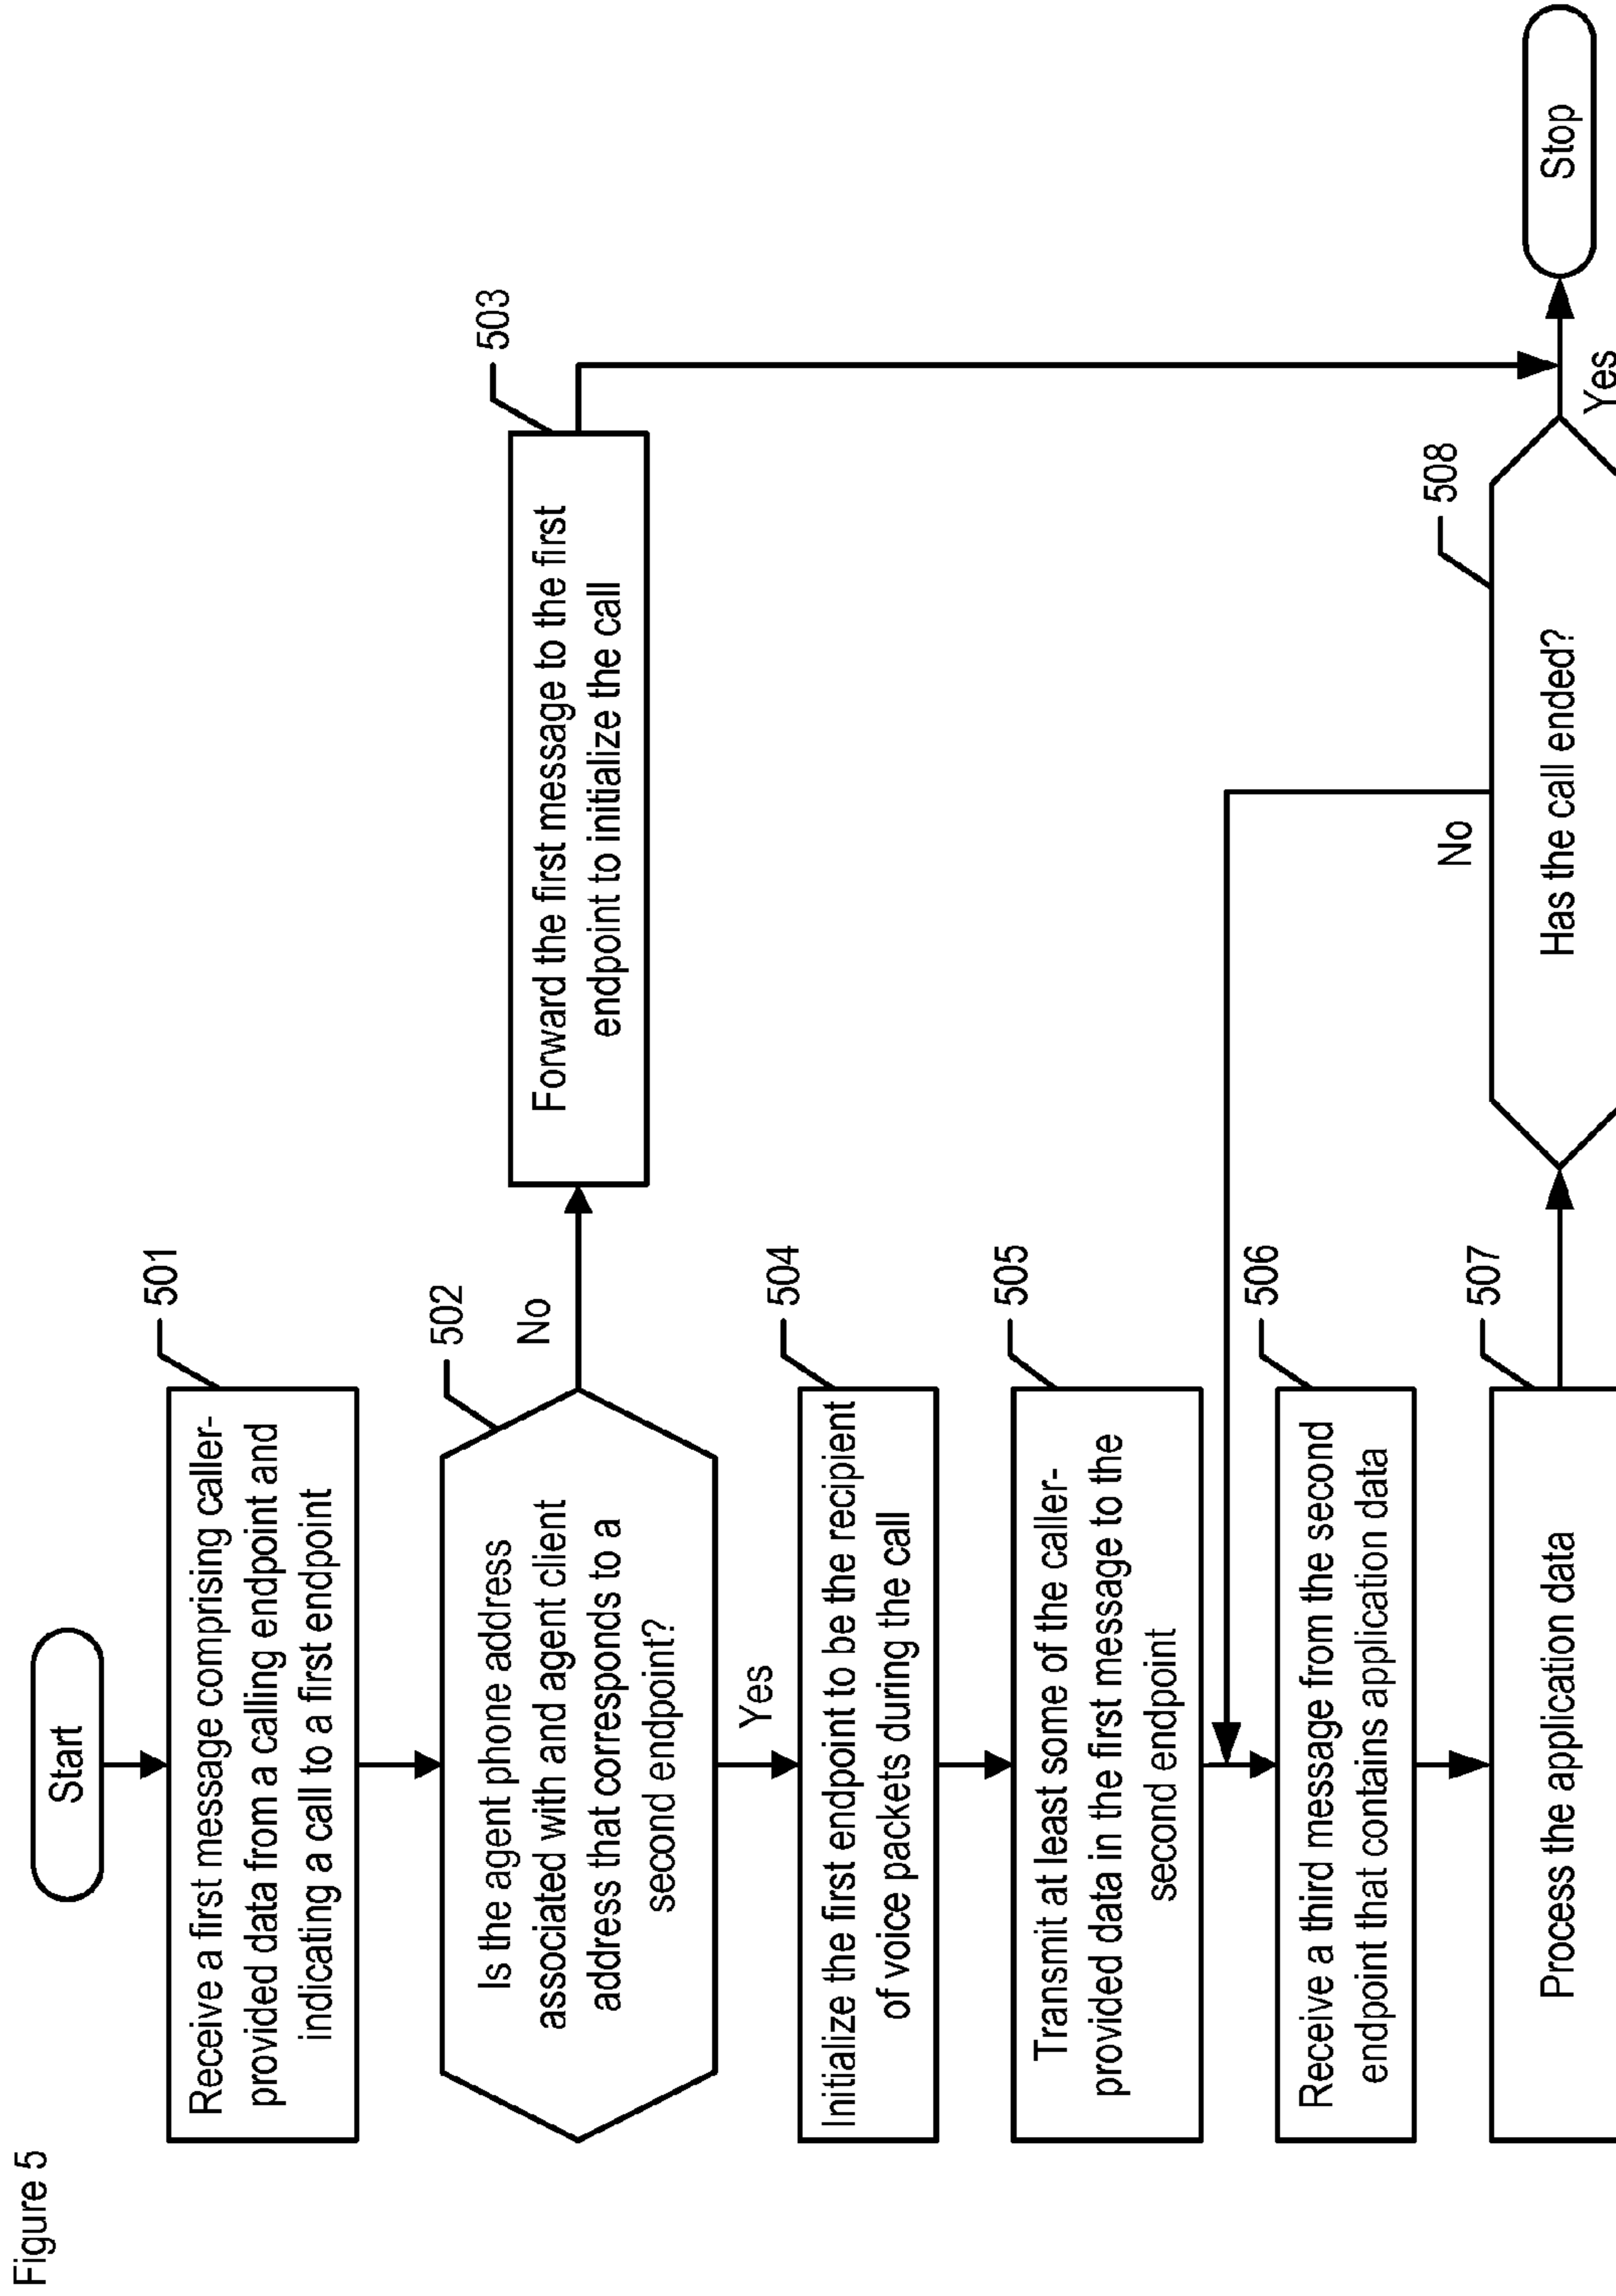 Figure 5
Start
501
Receive a first message comprising caller-
provided data from a calling endpoint and
indicating a call to a first endpoint
502
Is the agent phone address
associated with and agent client
address that corresponds to a
second endpoint?
No
503
Forward the first message to the first
endpoint to initialize the call
Yes
504
Initialize the first endpoint to be the recipient
of voice packets during the call
505
Transmit at least some of the caller-
provided data in the first message to the
second endpoint
506
Receive a third message from the second
endpoint that contains application data
507
Process the application data
508
Has the call ended?
No
Yes
Stop